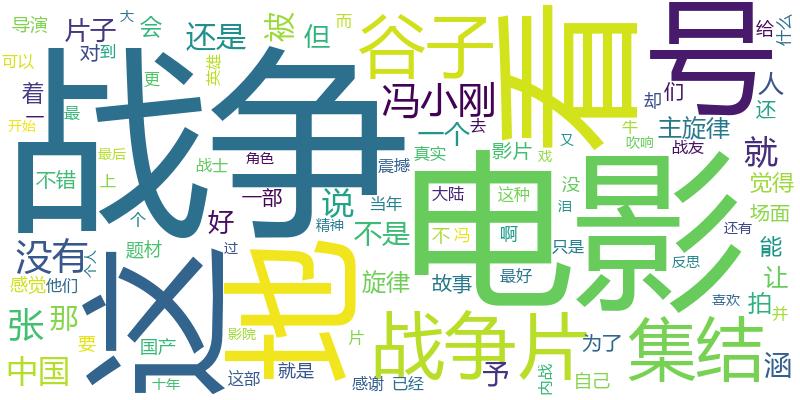 导演 大 会 而 给 什么
片子 还是 被 但 谷子 看 号
可以 对 到 更 英雄
着 冯小刚 却 们 人
一 最 一个 去 还
开始 战争 牛 主旋律
最后 角色 真实 影片 戏 又 吹响 战友 就
不错 上 战士 震撼 电影 没 觉得
个 一部 说 当年 大陆 这种 泪 场面
好 精神 不是 不 冯 啊 还有
没有 个人 题材 过 只是 能
感觉 他们 这 地 旋律 故事 最好 反思 让
张 那 喜欢 拍 并
要 影院 片 战争片 为了 集结 涵
中国 国产 这部 就是 予 内战 自己
十年 感谢 已经